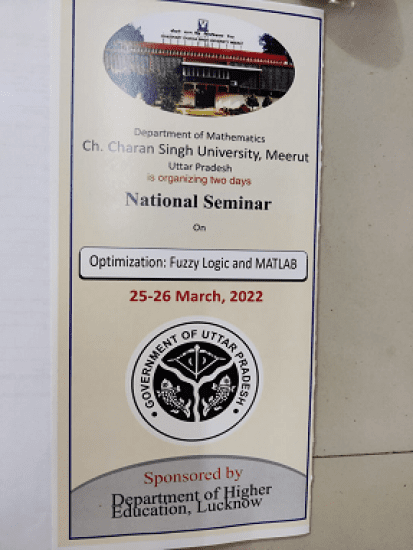 Department of Mathematics
Ch. Charan Singh University, Meerut
Uttar Pradesh
is organizing two days
National Seminar
On
Optimization: Fuzzy Logic and MATLAB
25-26 March, 2022
GOVERNMENT OF UTTAR PRADESH
Sponsored by
Department of Higher
Education, Lucknow